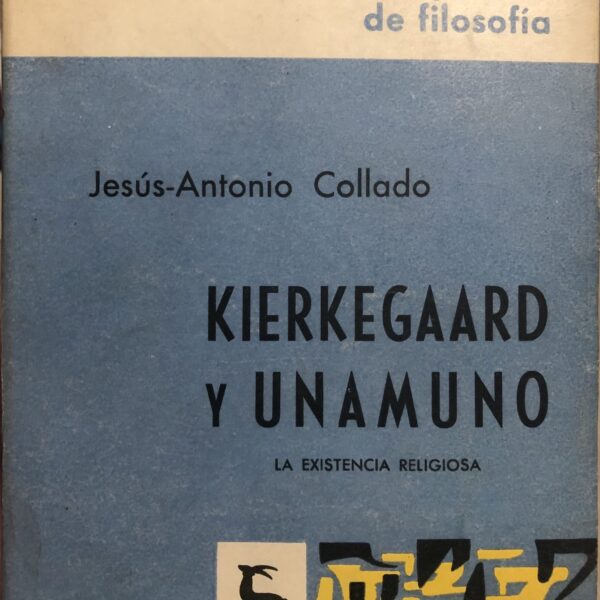 de filosofía
Jesús-Antonio Collado
KIERKEGAARD
Y UNAMUNO
LA EXISTENCIA RELIGIOSA